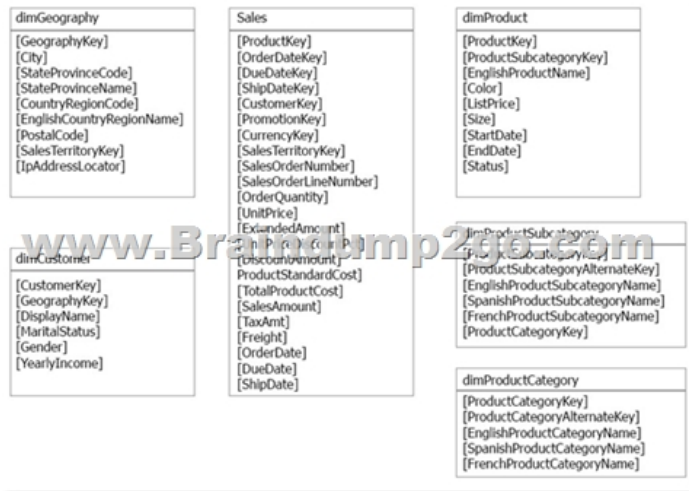 dimGeography
[GeographyKey]
[City]
[StateProvinceCode]
[StateProvinceName]
[CountryRegionCode]
[EnglishCountryRegionName]
[PostalCode]
[SalesTerritoryKey]
[IpAddressLocator]
dimCustomer
[CustomerKey]
[GeographyKey]
[DisplayName]
[MaritalStatus]
[Gender]
[YearlyIncome]
Sales
[ProductKey]
[OrderDateKey]
[DueDateKey]
[ShipDateKey]
[CustomerKey]
[PromotionKey]
[CurrencyKey]
[SalesTerritoryKey]
[SalesOrderNumber]
[SalesOrderLineNumber]
[OrderQuantity]
[UnitPrice]
[ExtendedAmount]
[DiscountAmount]
ProductStandardCost]
[TotalProductCost]
[SalesAmount]
[TaxAmt]
[Freight]
[OrderDate]
[DueDate]
[ShipDate]
dimProduct
[ProductKey]
[ProductSubcategoryKey]
[EnglishProductName]
[Color]
[ListPrice]
[Size]
[StartDate]
[EndDate]
[Status]
dimProductSubcategory
[ProductSubcategoryKey]
[ProductSubcategoryAlternateKey]
[EnglishProductSubcategoryName]
[SpanishProductSubcategoryName]
[FrenchProductSubcategoryName]
[ProductCategoryKey]
dimProductCategory
[ProductCategoryKey]
[ProductCategoryAlternateKey]
[EnglishProductCategoryName]
[SpanishProductCategoryName]
[FrenchProductCategoryName]
www.Braindump2go.com